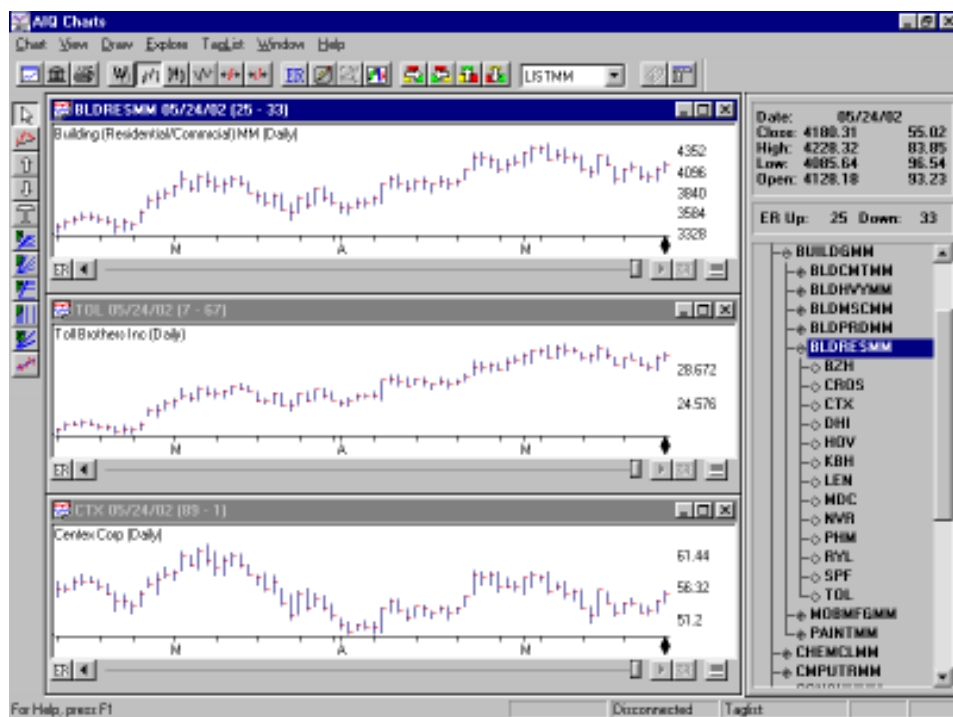 AIQ Charts
Chart View Draw Explore TagList Window Help
ER LISTMM
BLDRESMM 05/24/02 (25 - 33)
Building (Residential/Commicial) MM (Daily)
4352
4096
3840
3584
3328
M A M
ER
TOL 05/24/02 (7 - 67)
Toll Brothers Inc (Daily)
28.672
24.576
M A M
ER
CTX 05/24/02 (89 - 1)
Centex Corp (Daily)
61.44
56.32
51.2
M A M
ER
Date: 05/24/02
Close: 4180.31 55.02
High: 4228.32 83.85
Low: 4085.64 96.54
Open: 4128.18 93.23
ER Up: 25 Down: 33
BUILDGMM
BLDCMTMM
BLDHVYMM
BLDMSCMM
BLDPRDMM
BLDRESMM
BZH
CROS
CTX
DHI
HOV
KBH
LEN
MDC
NVR
PHM
RYL
SPF
TOL
MOBMFGMM
PAINTMM
CHEMCLMM
CMPUTRMM
For Help, press F1 Disconnected Taglist